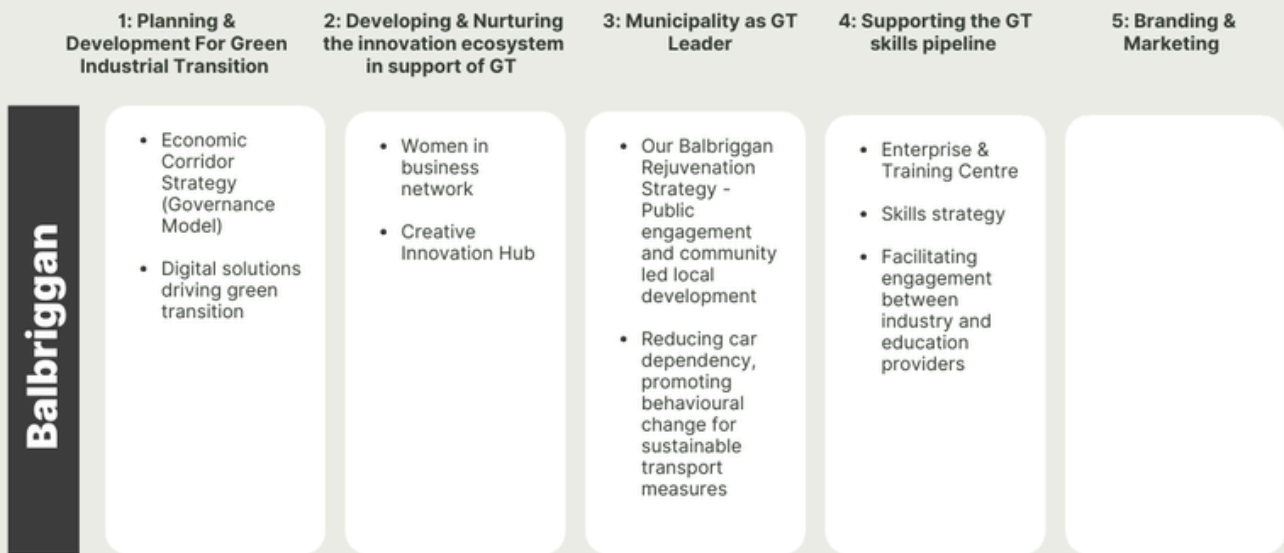 1: Planning &
Development For Green
Industrial Transition
2: Developing & Nurturing
the innovation ecosystem
in support of GT
3: Municipality as GT
Leader
4: Supporting the GT
skills pipeline
5: Branding &
Marketing
Balbriggan
• Economic
Corridor
Strategy
(Governance
Model)
• Digital solutions
driving green
transition
• Women in
business
network
• Creative
Innovation Hub
• Our Balbriggan
Rejuvenation
Strategy -
Public
engagement
and community
led local
development
• Reducing car
dependency,
promoting
behavioural
change for
sustainable
transport
measures
• Enterprise &
Training Centre
• Skills strategy
• Facilitating
engagement
between
industry and
education
providers